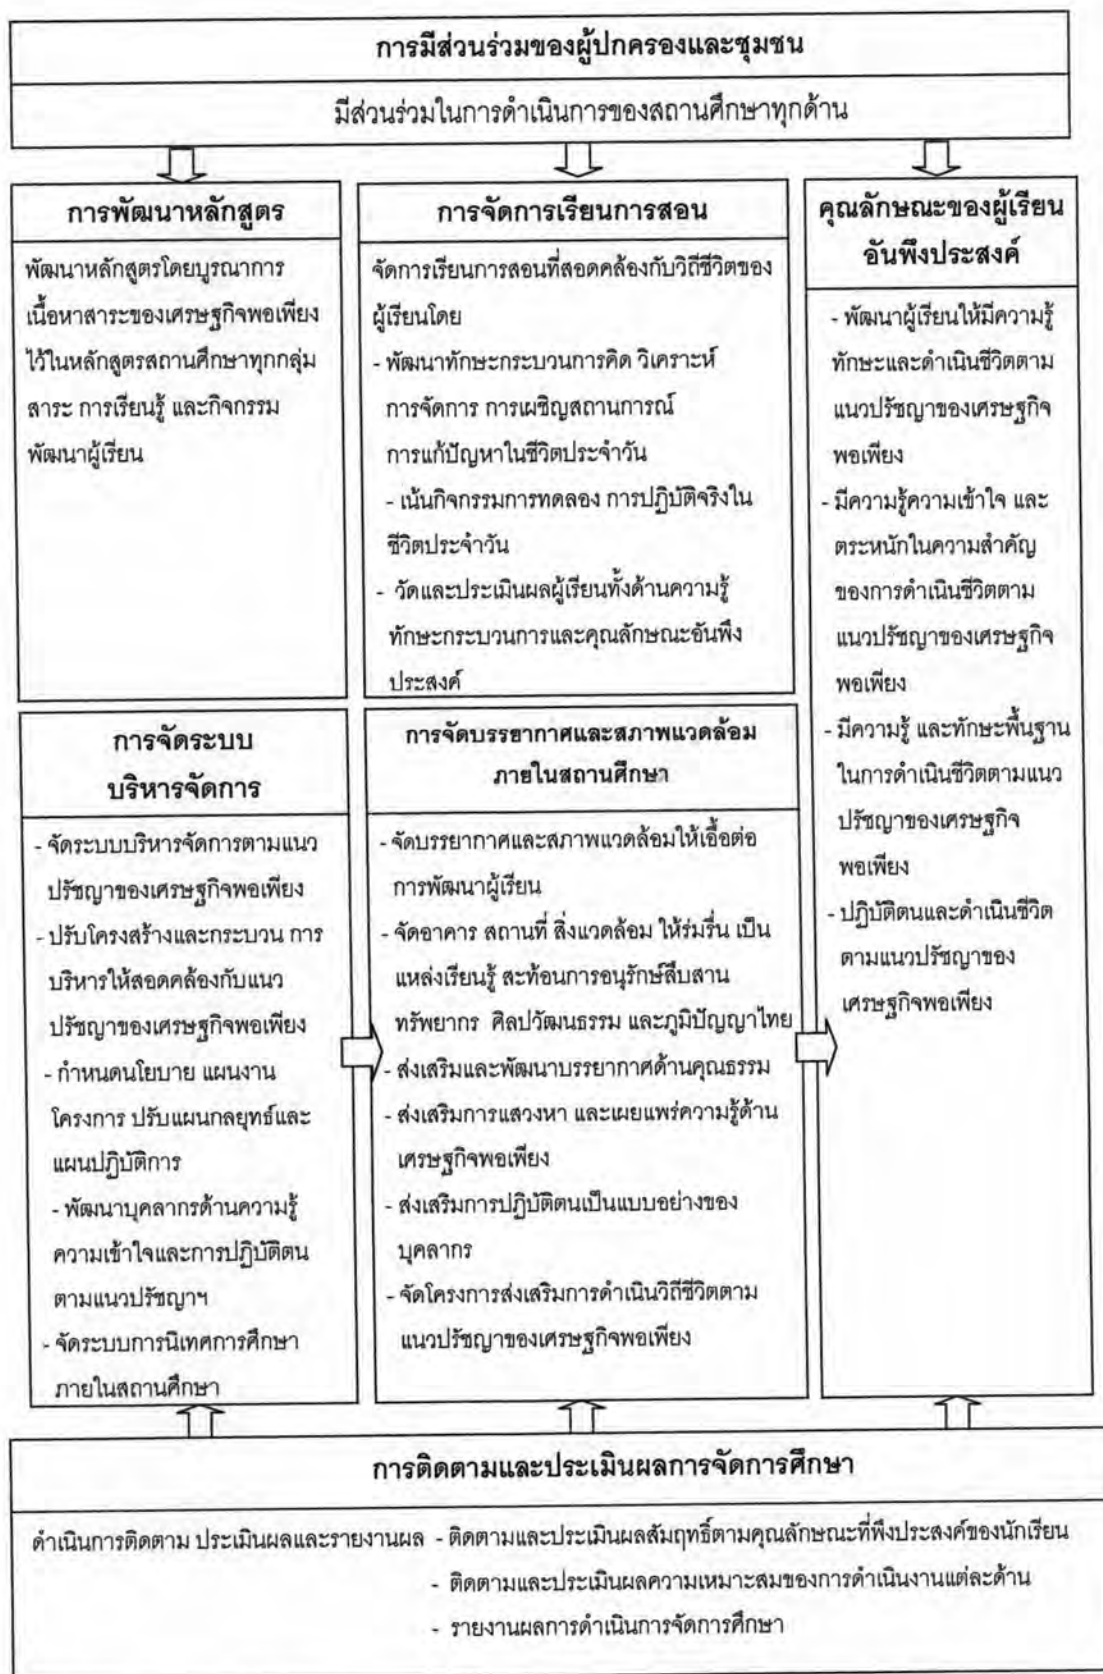 การมีส่วนร่วมของผู้ปกครองและชุมชน
มีส่วนร่วมในการดำเนินการของสถานศึกษาทุกด้าน
การพัฒนาหลักสูตร
พัฒนาหลักสูตรโดยบูรณาการ
เนื้อหาสาระของเศรษฐกิจพอเพียง
ไว้ในหลักสูตรสถานศึกษาทุกกลุ่ม
สาระ การเรียนรู้ และกิจกรรม
พัฒนาผู้เรียน
การจัดการเรียนการสอน
จัดการเรียนการสอนที่สอดคล้องกับวิถีชีวิตของ
ผู้เรียนโดย
- พัฒนาทักษะกระบวนการคิด วิเคราะห์
การจัดการ การเผชิญสถานการณ์
การแก้ปัญหาในชีวิตประจำวัน
- เน้นกิจกรรมการทดลอง การปฏิบัติจริงใน
ชีวิตประจำวัน
- วัดและประเมินผลผู้เรียนทั้งด้านความรู้
ทักษะกระบวนการและคุณลักษณะอันพึง
ประสงค์
คุณลักษณะของผู้เรียน
อันพึงประสงค์
- พัฒนาผู้เรียนให้มีความรู้
ทักษะและดำเนินชีวิตตาม
แนวปรัชญาของเศรษฐกิจ
พอเพียง
- มีความรู้ความเข้าใจ และ
ตระหนักในความสำคัญ
ของการดำเนินชีวิตตาม
แนวปรัชญาของเศรษฐกิจ
พอเพียง
- มีความรู้ และทักษะพื้นฐาน
ในการดำเนินชีวิตตามแนว
ปรัชญาของเศรษฐกิจ
พอเพียง
- ปฏิบัติตนและดำเนินชีวิต
ตามแนวปรัชญาของ
เศรษฐกิจพอเพียง
การจัดระบบ
บริหารจัดการ
- จัดระบบบริหารจัดการตามแนว
ปรัชญาของเศรษฐกิจพอเพียง
- ปรับโครงสร้างและกระบวน การ
บริหารให้สอดคล้องกับแนว
ปรัชญาของเศรษฐกิจพอเพียง
- กำหนดนโยบาย แผนงาน
โครงการ ปรับแผนกลยุทธ์และ
แผนปฏิบัติการ
- พัฒนาบุคลากรด้านความรู้
ความเข้าใจและการปฏิบัติตน
ตามแนวปรัชญาฯ
- จัดระบบการนิเทศการศึกษา
ภายในสถานศึกษา
การจัดบรรยากาศและสภาพแวดล้อม
ภายในสถานศึกษา
- จัดบรรยากาศและสภาพแวดล้อมให้เอื้อต่อ
การพัฒนาผู้เรียน
- จัดอาคาร สถานที่ สิ่งแวดล้อม ให้ร่มรื่น เป็น
แหล่งเรียนรู้ สะท้อนการอนุรักษ์สืบสาน
ทรัพยากร ศิลปวัฒนธรรม และภูมิปัญญาไทย
- ส่งเสริมและพัฒนาบรรยากาศด้านคุณธรรม
- ส่งเสริมการแสวงหา และเผยแพร่ความรู้ด้าน
เศรษฐกิจพอเพียง
- ส่งเสริมการปฏิบัติตนเป็นแบบอย่างของ
บุคลากร
- จัดโครงการส่งเสริมการดำเนินวิถีชีวิตตาม
แนวปรัชญาของเศรษฐกิจพอเพียง
การติดตามและประเมินผลการจัดการศึกษา
ดำเนินการติดตาม ประเมินผลและรายงานผล - ติดตามและประเมินผลสัมฤทธิ์ตามคุณลักษณะที่พึงประสงค์ของนักเรียน
- ติดตามและประเมินผลความเหมาะสมของการดำเนินงานแต่ละด้าน
- รายงานผลการดำเนินการจัดการศึกษา